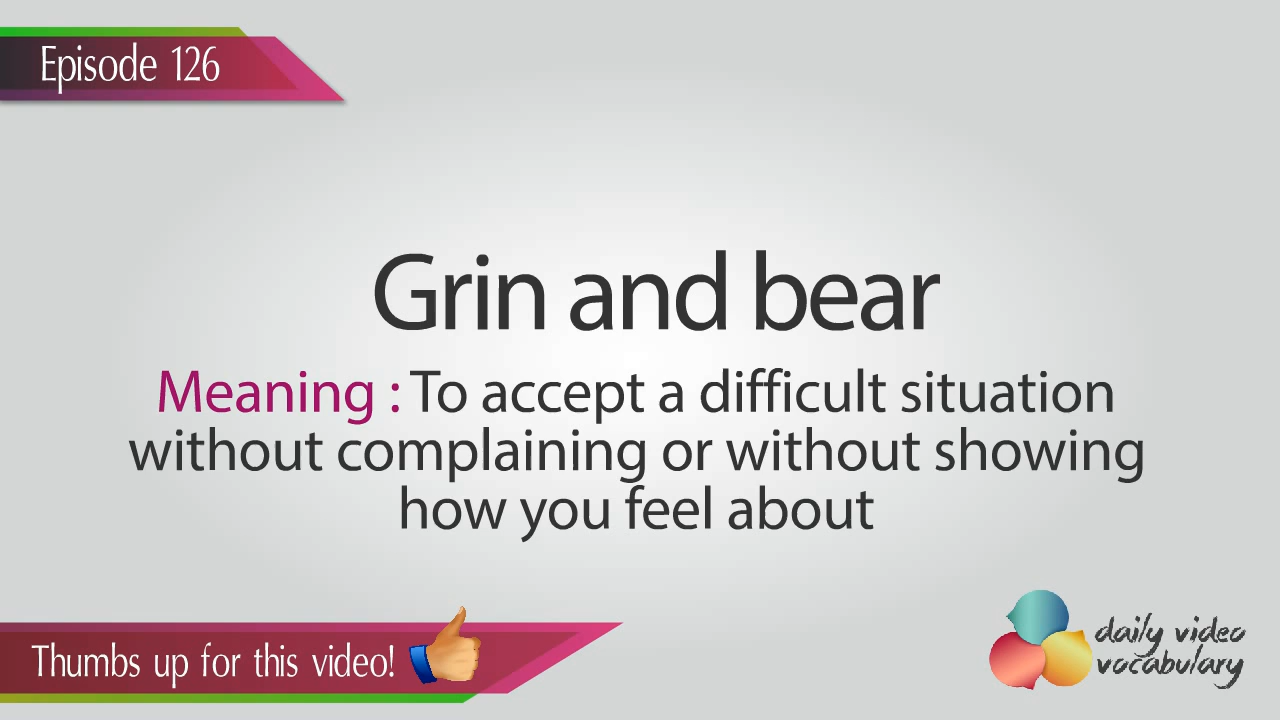 Episode 126
Grin and bear
Meaning : To accept a difficult situation
without complaining or without showing
how you feel about
Thumbs up for this video!
daily video
vocabulary